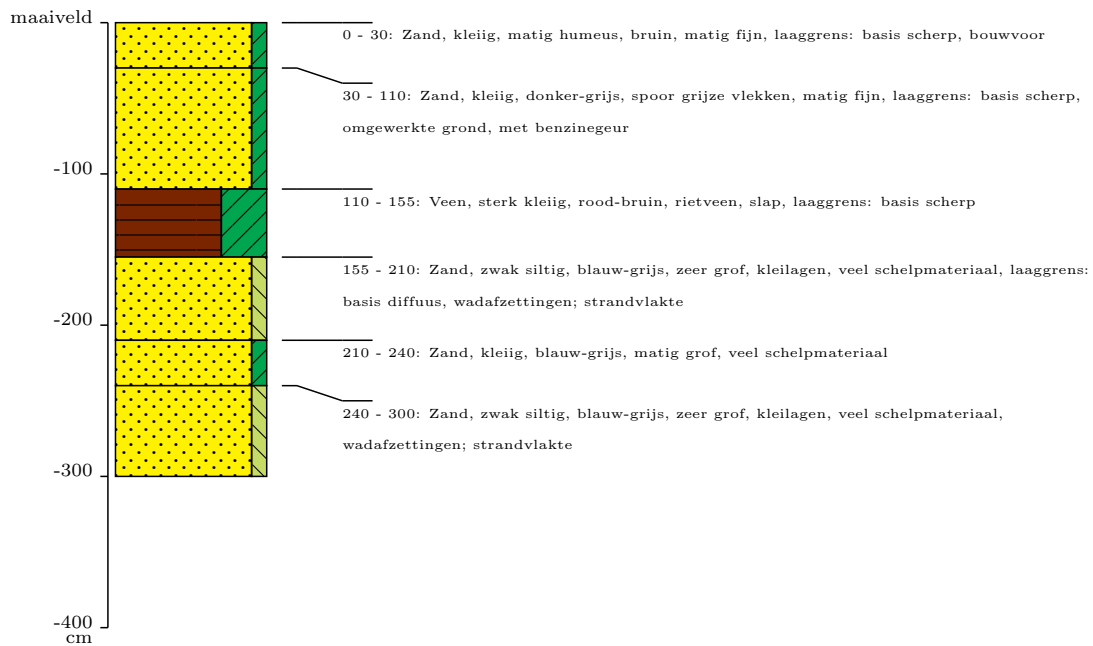 maaiveld
0 - 30: Zand, kleiig, matig humeus, bruin, matig fijn, laaggrens: basis scherp, bouwvoor
30 - 110: Zand, kleiig, donker-grijs, spoor grijze vlekken, matig fijn, laaggrens: basis scherp,
omgewerkte grond, met benzinegeur
-100
110 - 155: Veen, sterk kleiig, rood-bruin, rietveen, slap, laaggrens: basis scherp
155 - 210: Zand, zwak siltig, blauw-grijs, zeer grof, kleilagen, veel schelpmateriaal, laaggrens:
basis diffuus, wadafzettingen; strandvlakte
-200
210 - 240: Zand, kleiig, blauw-grijs, matig grof, veel schelpmateriaal
240 - 300: Zand, zwak siltig, blauw-grijs, zeer grof, kleilagen, veel schelpmateriaal,
wadafzettingen; strandvlakte
-300
-400
cm